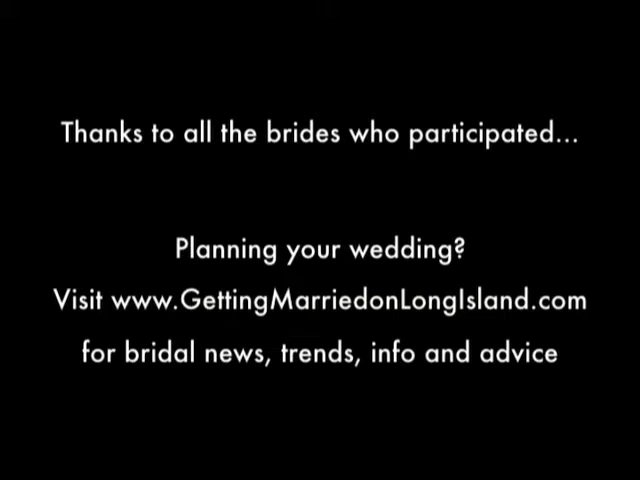 Thanks to all the brides who participated...
Planning your wedding?
Visit www.GettingMarriedonLongIsland.com
for bridal news, trends, info and advice